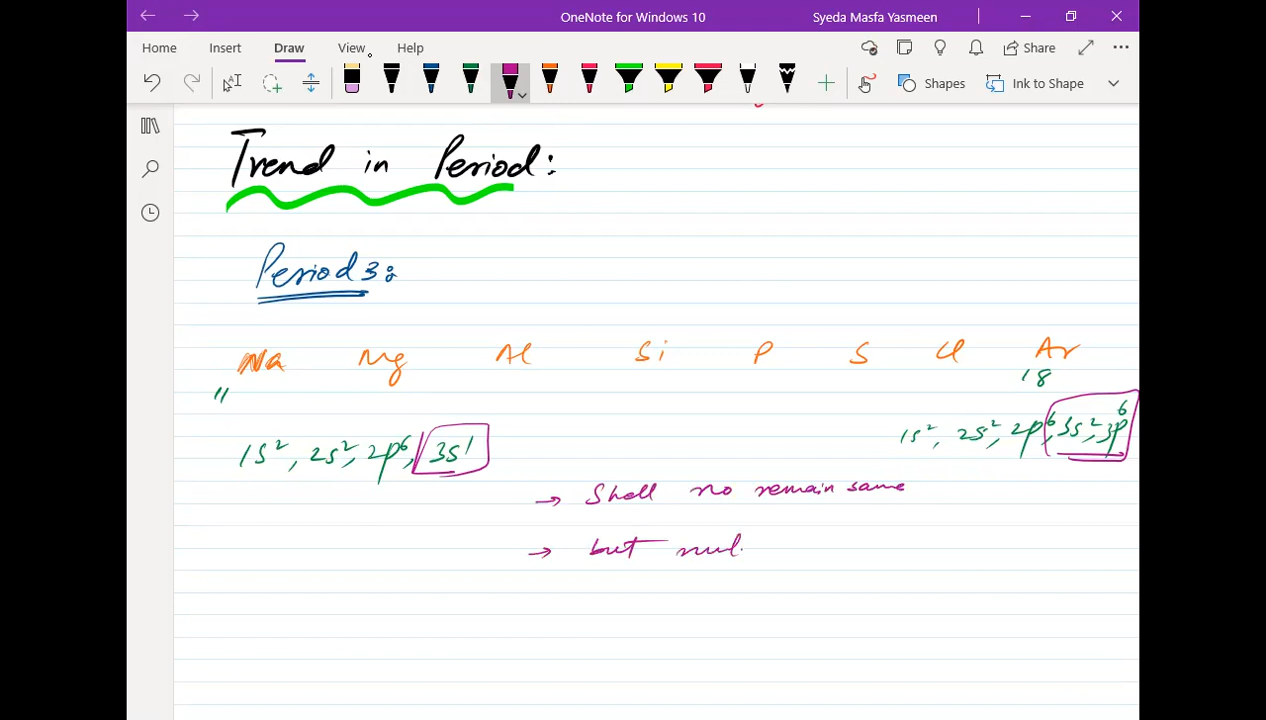 OneNote for Windows 10
Syeda Masfa Yasmeen
Home Insert Draw View Help Share
Shapes Ink to Shape
Trend in Period:
Period 3:
Na Mg Al Si P S Cl Ar
11 18
1s², 2s², 2p⁶, 3s¹ 1s², 2s², 2p⁶, 3s², 3p⁶
→ Shell no remain same
→ but nucl